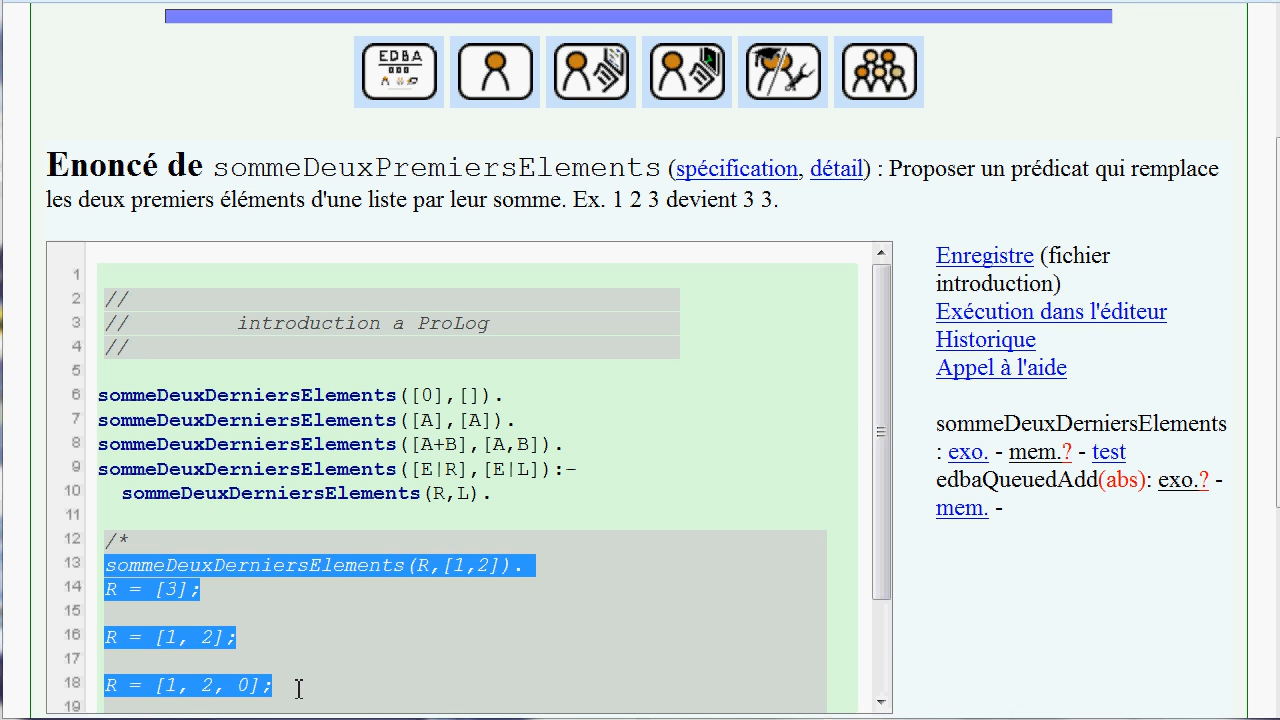 EDBA
Enoncé de sommeDeuxPremiersElements (spécification, détail) : Proposer un prédicat qui remplace
les deux premiers éléments d'une liste par leur somme. Ex. 1 2 3 devient 3 3.
1
2 //
3 // introduction a ProLog
4 //
5
6 sommeDeuxDerniersElements([0],[]).
7 sommeDeuxDerniersElements([A],[A]).
8 sommeDeuxDerniersElements([A+B],[A,B]).
9 sommeDeuxDerniersElements([E|R],[E|L]):-
10 sommeDeuxDerniersElements(R,L).
11
12 /*
13 sommeDeuxDerniersElements(R,[1,2]).
14 R = [3];
15
16 R = [1, 2];
17
18 R = [1, 2, 0];
19
Enregistre (fichier
introduction)
Exécution dans l'éditeur
Historique
Appel à l'aide
sommeDeuxDerniersElements
: exo. - mem.? - test
edbaQueuedAdd(abs): exo.? -
mem. -